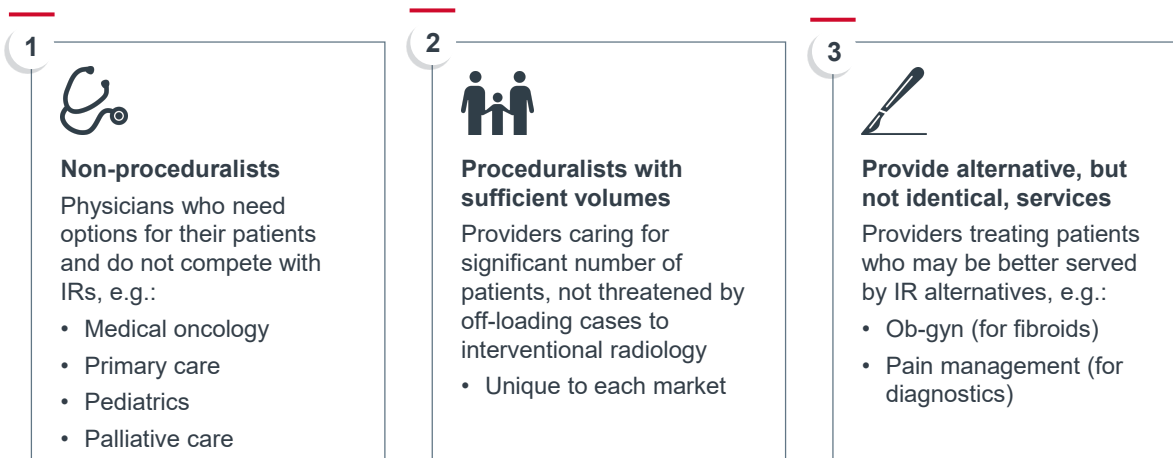 1
Non-proceduralists
Physicians who need
options for their patients
and do not compete with
IRs, e.g.:
• Medical oncology
• Primary care
• Pediatrics
• Palliative care
2
Proceduralists with
sufficient volumes
Providers caring for
significant number of
patients, not threatened by
off-loading cases to
interventional radiology
• Unique to each market
3
Provide alternative, but
not identical, services
Providers treating patients
who may be better served
by IR alternatives, e.g.:
• Ob-gyn (for fibroids)
• Pain management (for
diagnostics)